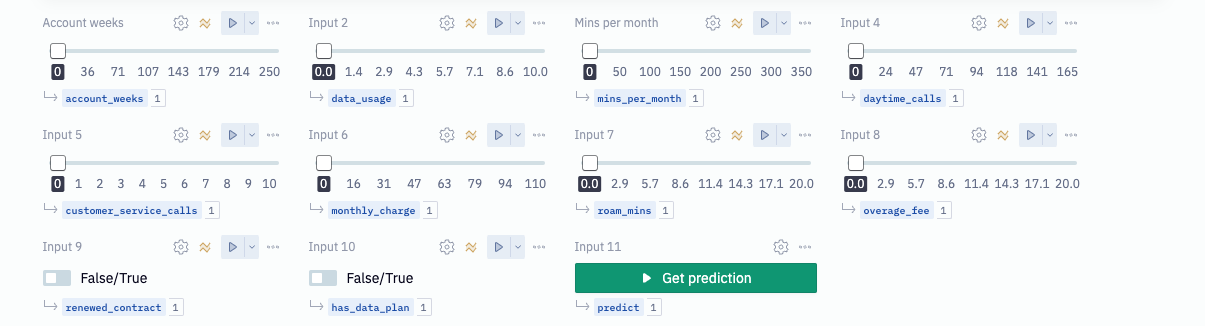 Account weeks
0 36 71 107 143 179 214 250
account_weeks 1
Input 2
0.0 1.4 2.9 4.3 5.7 7.1 8.6 10.0
data_usage 1
Mins per month
0 50 100 150 200 250 300 350
mins_per_month 1
Input 4
0 24 47 71 94 118 141 165
daytime_calls 1
Input 5
0 1 2 3 4 5 6 7 8 9 10
customer_service_calls 1
Input 6
0 16 31 47 63 79 94 110
monthly_charge 1
Input 7
0.0 2.9 5.7 8.6 11.4 14.3 17.1 20.0
roam_mins 1
Input 8
0.0 2.9 5.7 8.6 11.4 14.3 17.1 20.0
overage_fee 1
Input 9
False/True
renewed_contract 1
Input 10
False/True
has_data_plan 1
Input 11
Get prediction
predict 1